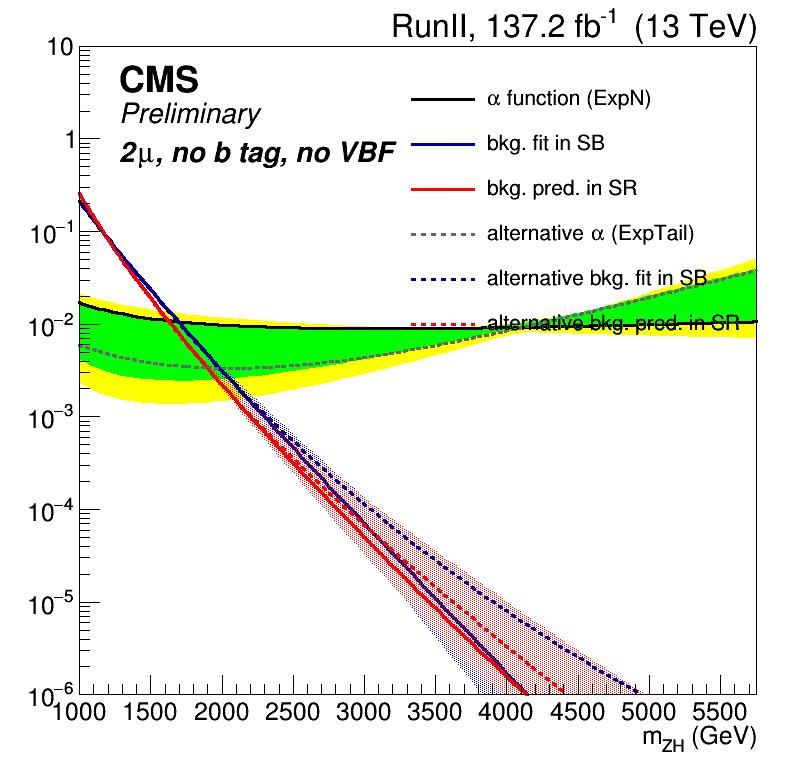 RunII, 137.2 fb⁻¹ (13 TeV)
CMS
Preliminary
2μ, no b tag, no VBF
α function (ExpN)
bkg. fit in SB
bkg. pred. in SR
alternative α (ExpTail)
alternative bkg. fit in SB
alternative bkg. pred. in SR
10
1
10⁻¹
10⁻²
10⁻³
10⁻⁴
10⁻⁵
10⁻⁶
1000 1500 2000 2500 3000 3500 4000 4500 5000 5500
m_ZH (GeV)